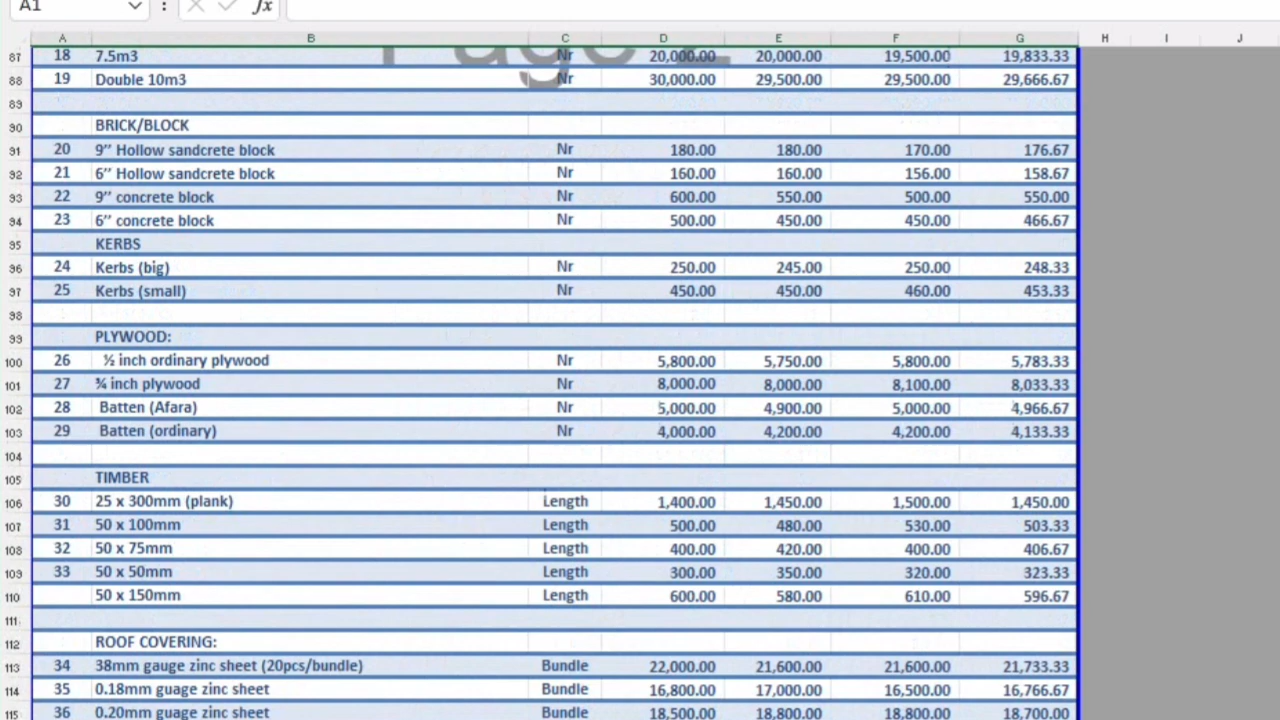 A1 fx
A B C D E F G H I J
Page 2
87 18 7.5m3 Nr 20,000.00 20,000.00 19,500.00 19,833.33
88 19 Double 10m3 Nr 30,000.00 29,500.00 29,500.00 29,666.67
89
90 BRICK/BLOCK
91 20 9’’ Hollow sandcrete block Nr 180.00 180.00 170.00 176.67
92 21 6’’ Hollow sandcrete block Nr 160.00 160.00 156.00 158.67
93 22 9’’ concrete block Nr 600.00 550.00 500.00 550.00
94 23 6’’ concrete block Nr 500.00 450.00 450.00 466.67
95 KERBS
96 24 Kerbs (big) Nr 250.00 245.00 250.00 248.33
97 25 Kerbs (small) Nr 450.00 450.00 460.00 453.33
98
99 PLYWOOD:
100 26 ½ inch ordinary plywood Nr 5,800.00 5,750.00 5,800.00 5,783.33
101 27 ¾ inch plywood Nr 8,000.00 8,000.00 8,100.00 8,033.33
102 28 Batten (Afara) Nr 5,000.00 4,900.00 5,000.00 4,966.67
103 29 Batten (ordinary) Nr 4,000.00 4,200.00 4,200.00 4,133.33
104
105 TIMBER
106 30 25 x 300mm (plank) Length 1,400.00 1,450.00 1,500.00 1,450.00
107 31 50 x 100mm Length 500.00 480.00 530.00 503.33
108 32 50 x 75mm Length 400.00 420.00 400.00 406.67
109 33 50 x 50mm Length 300.00 350.00 320.00 323.33
110 50 x 150mm Length 600.00 580.00 610.00 596.67
111
112 ROOF COVERING:
113 34 38mm gauge zinc sheet (20pcs/bundle) Bundle 22,000.00 21,600.00 21,600.00 21,733.33
114 35 0.18mm guage zinc sheet Bundle 16,800.00 17,000.00 16,500.00 16,766.67
115 36 0.20mm guage zinc sheet Bundle 18,500.00 18,800.00 18,800.00 18,700.00